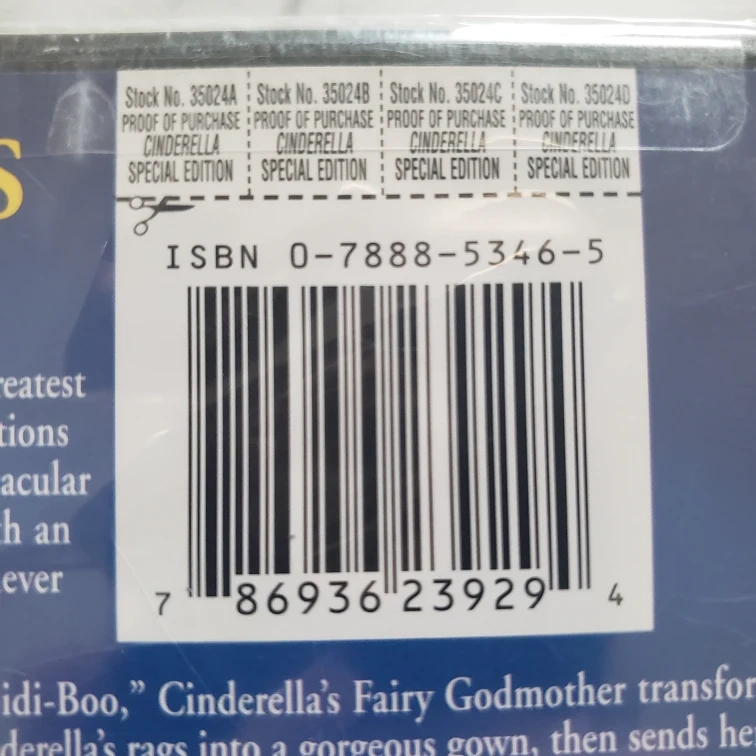 Stock No. 35024A Stock No. 35024B Stock No. 35024C Stock No. 35024D
PROOF OF PURCHASE PROOF OF PURCHASE PROOF OF PURCHASE PROOF OF PURCHASE
CINDERELLA CINDERELLA CINDERELLA CINDERELLA
SPECIAL EDITION SPECIAL EDITION SPECIAL EDITION SPECIAL EDITION
S
ISBN 0-7888-5346-5
reatest
tions
acular
h an
ever
7 86936 23929 4
idi-Boo,” Cinderella’s Fairy Godmother transfor
derella’s rags into a gorgeous gown, then sends he